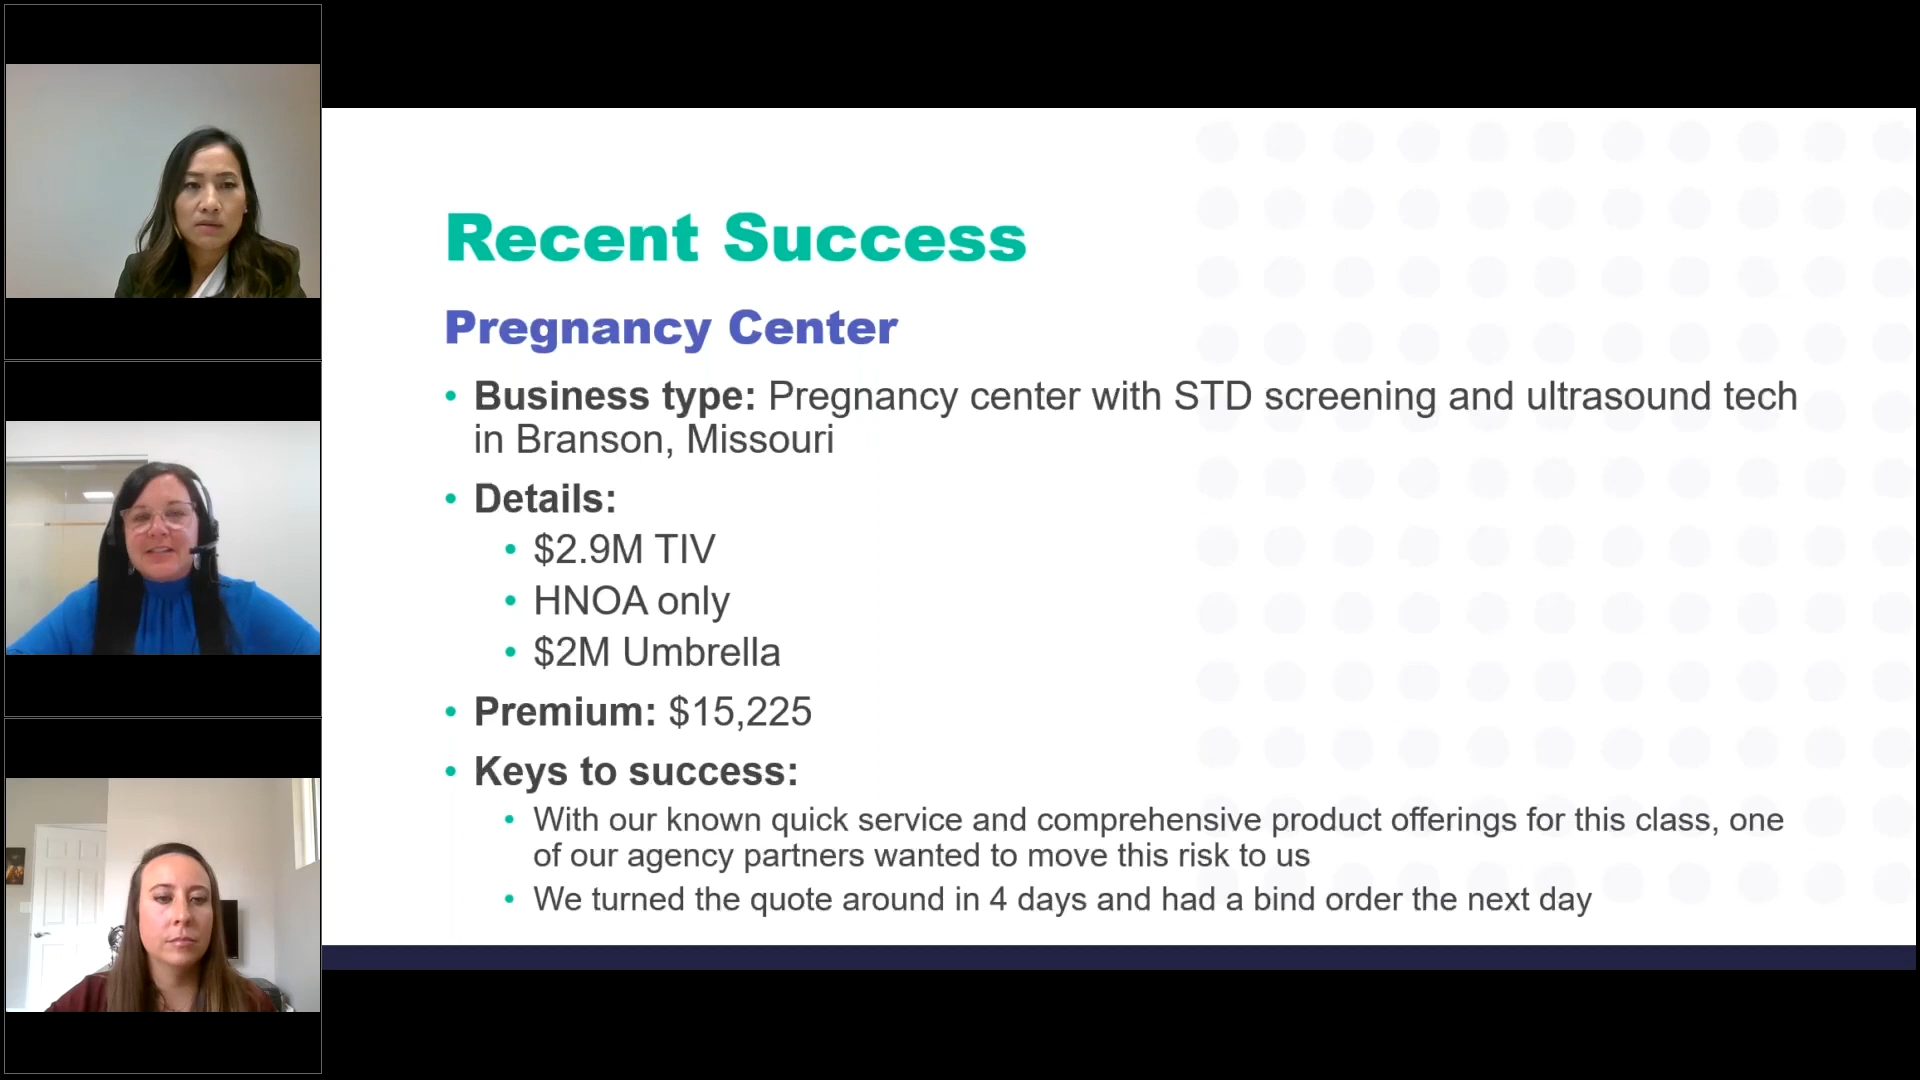 Recent Success
Pregnancy Center
• Business type: Pregnancy center with STD screening and ultrasound tech
in Branson, Missouri
• Details:
• $2.9M TIV
• HNOA only
• $2M Umbrella
• Premium: $15,225
• Keys to success:
• With our known quick service and comprehensive product offerings for this class, one
of our agency partners wanted to move this risk to us
• We turned the quote around in 4 days and had a bind order the next day